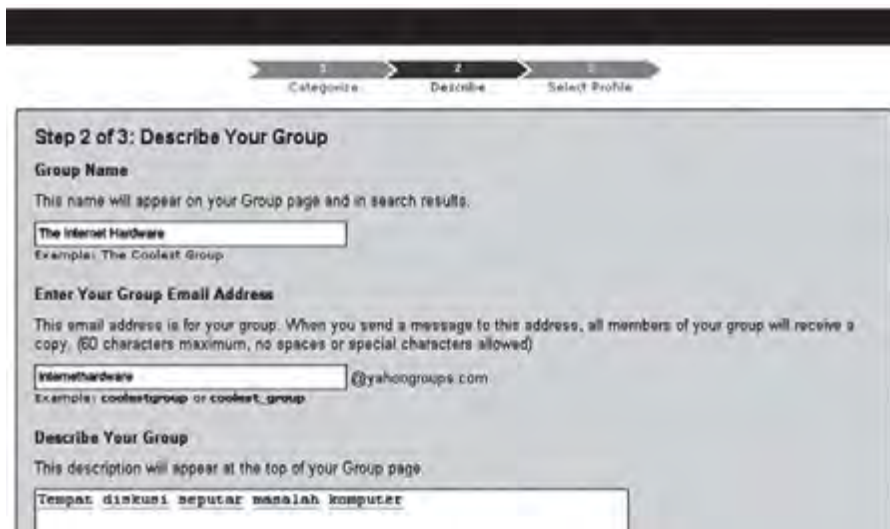 1 2 3
Categorize Describe Select Profile
Step 2 of 3: Describe Your Group
Group Name
This name will appear on your Group page and in search results.
The Internet Hardware
Example: The Coolest Group
Enter Your Group Email Address
This email address is for your group. When you send a message to this address, all members of your group will receive a
copy. (60 characters maximum, no spaces or special characters allowed)
internethardware @yahoogroups.com
Example: coolestgroup or coolest_group
Describe Your Group
This description will appear at the top of your Group page.
Tempat diskusi seputar masalah komputer